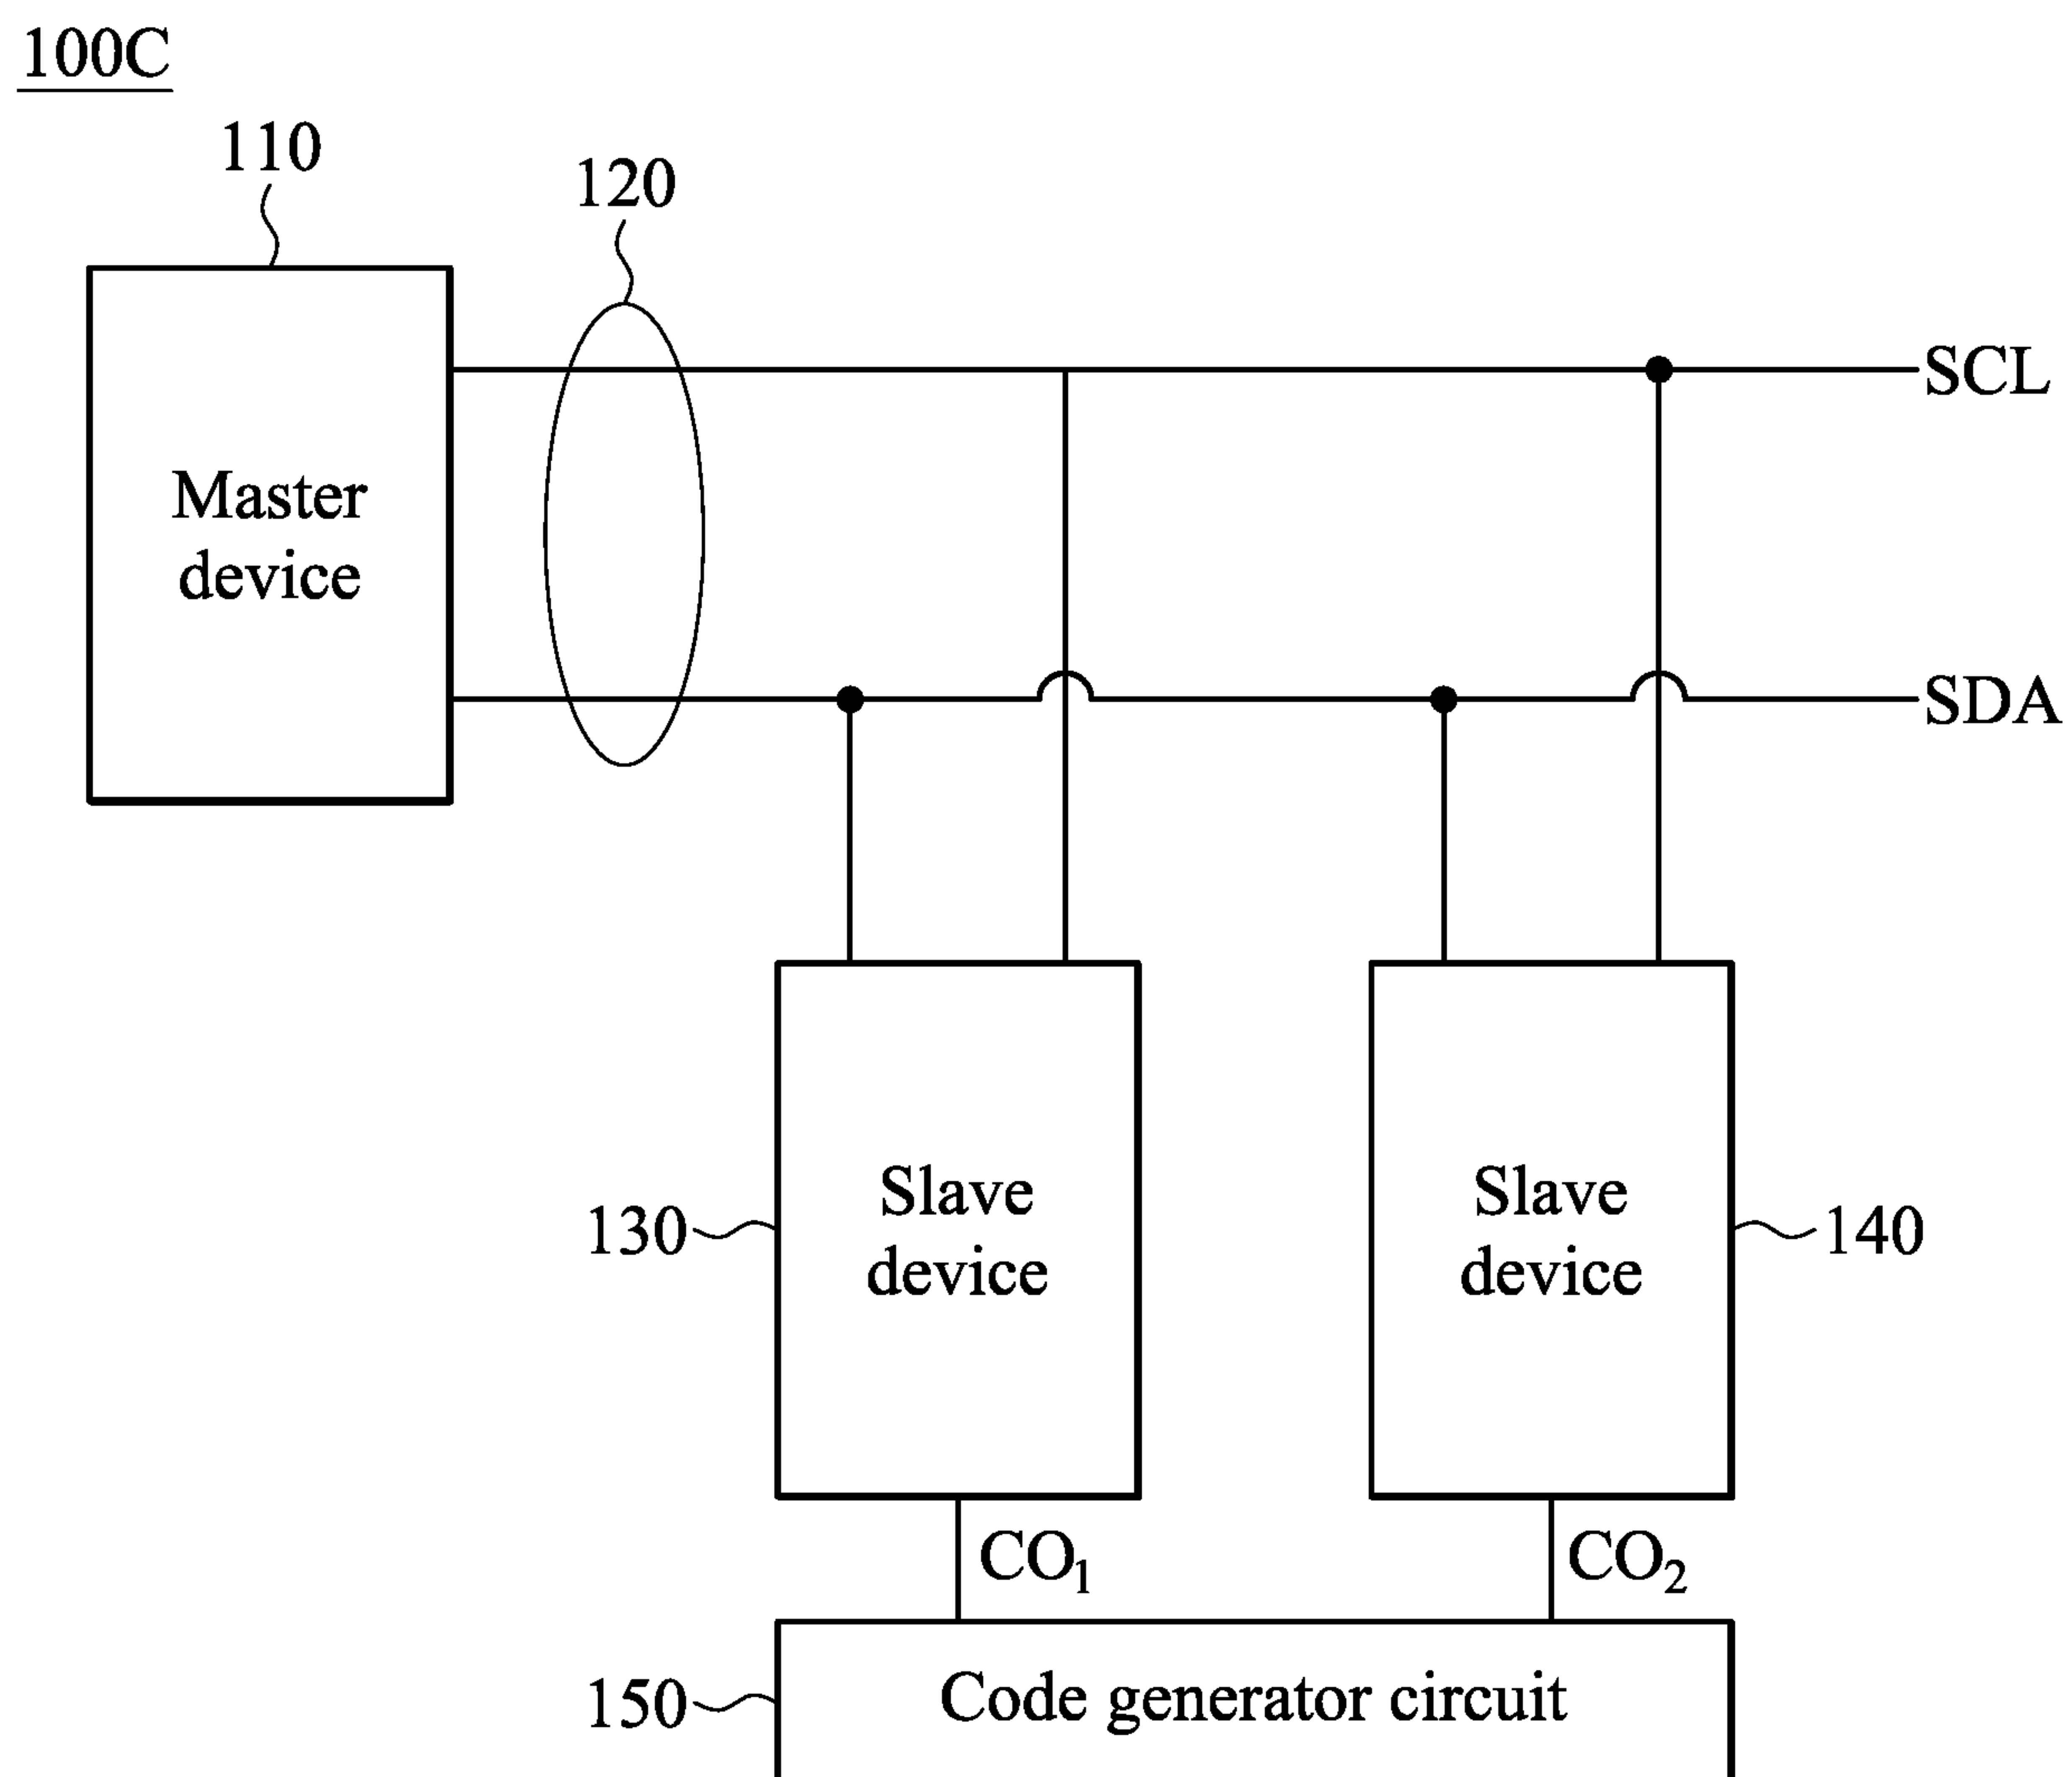 100C
110
120
SCL
Master
device
SDA
Slave
device
Slave
device
130
140
CO1
CO2
150
Code generator circuit